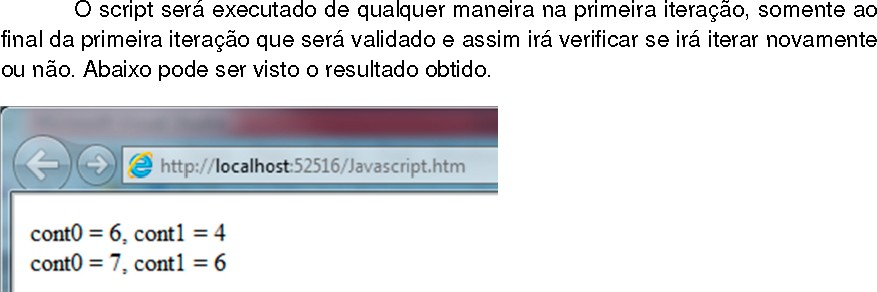 O script será executado de qualquer maneira na primeira iteração, somente ao
final da primeira iteração que será validado e assim irá verificar se irá iterar novamente
ou não. Abaixo pode ser visto o resultado obtido.
http://localhost:52516/Javascript.htm
cont0 = 6, cont1 = 4
cont0 = 7, cont1 = 6